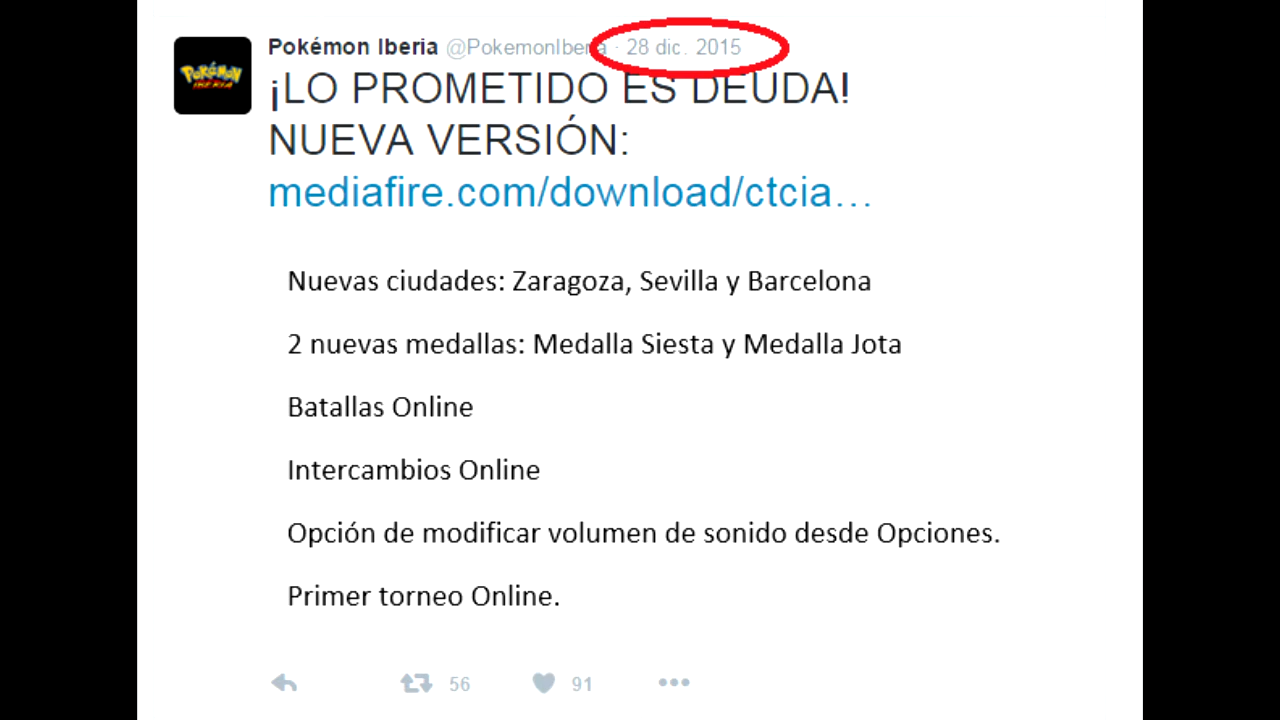 POKÉMON
IBERIA
Pokémon Iberia @PokemonIberia · 28 dic. 2015
¡LO PROMETIDO ES DEUDA!
NUEVA VERSIÓN:
mediafire.com/download/ctcia…
Nuevas ciudades: Zaragoza, Sevilla y Barcelona
2 nuevas medallas: Medalla Siesta y Medalla Jota
Batallas Online
Intercambios Online
Opción de modificar volumen de sonido desde Opciones.
Primer torneo Online.
56 91